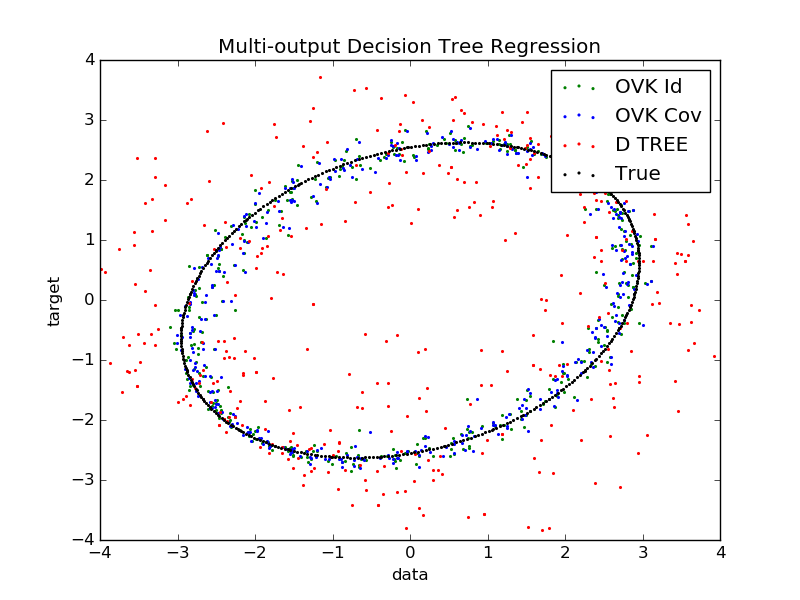 Multi-output Decision Tree Regression
OVK Id
OVK Cov
D TREE
True
4
3
2
1
0
−1
−2
−3
−4
target
−4 −3 −2 −1 0 1 2 3 4
data